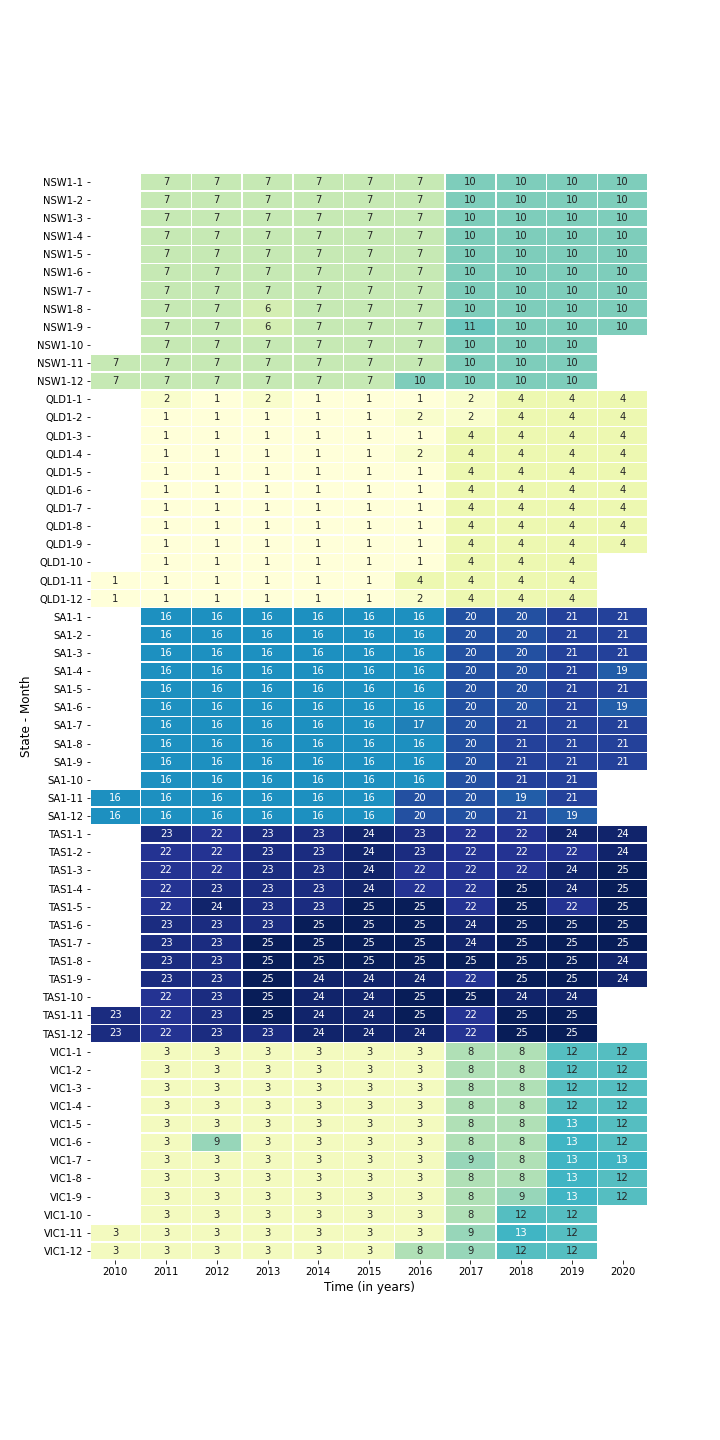 NSW1-1 7 7 7 7 7 7 10 10 10 10
NSW1-2 7 7 7 7 7 7 10 10 10 10
NSW1-3 7 7 7 7 7 7 10 10 10 10
NSW1-4 7 7 7 7 7 7 10 10 10 10
NSW1-5 7 7 7 7 7 7 10 10 10 10
NSW1-6 7 7 7 7 7 7 10 10 10 10
NSW1-7 7 7 7 7 7 7 10 10 10 10
NSW1-8 7 7 6 7 7 7 10 10 10 10
NSW1-9 7 7 6 7 7 7 11 10 10 10
NSW1-10 7 7 7 7 7 7 10 10 10
NSW1-11 7 7 7 7 7 7 7 10 10 10
NSW1-12 7 7 7 7 7 7 10 10 10 10
QLD1-1 2 1 2 1 1 1 2 4 4 4
QLD1-2 1 1 1 1 1 2 2 4 4 4
QLD1-3 1 1 1 1 1 1 4 4 4 4
QLD1-4 1 1 1 1 1 2 4 4 4 4
QLD1-5 1 1 1 1 1 1 4 4 4 4
QLD1-6 1 1 1 1 1 1 4 4 4 4
QLD1-7 1 1 1 1 1 1 4 4 4 4
QLD1-8 1 1 1 1 1 1 4 4 4 4
QLD1-9 1 1 1 1 1 1 4 4 4 4
QLD1-10 1 1 1 1 1 1 4 4 4
QLD1-11 1 1 1 1 1 1 4 4 4 4
QLD1-12 1 1 1 1 1 1 2 4 4 4
SA1-1 16 16 16 16 16 16 20 20 21 21
SA1-2 16 16 16 16 16 16 20 20 21 21
SA1-3 16 16 16 16 16 16 20 20 21 21
SA1-4 16 16 16 16 16 16 20 20 21 19
SA1-5 16 16 16 16 16 16 20 20 21 21
SA1-6 16 16 16 16 16 16 20 20 21 19
SA1-7 16 16 16 16 16 17 20 21 21 21
SA1-8 16 16 16 16 16 16 20 21 21 21
SA1-9 16 16 16 16 16 16 20 21 21 21
SA1-10 16 16 16 16 16 16 20 21 21
SA1-11 16 16 16 16 16 16 20 20 19 21
SA1-12 16 16 16 16 16 16 20 20 21 19
TAS1-1 23 22 23 23 24 23 22 22 24 24
TAS1-2 22 22 23 23 24 23 22 22 22 24
TAS1-3 22 22 23 23 24 22 22 22 24 25
TAS1-4 22 23 23 23 24 22 22 25 24 25
TAS1-5 22 24 23 23 25 25 22 25 22 25
TAS1-6 23 23 23 25 25 25 24 25 25 25
TAS1-7 23 23 25 25 25 25 25 25 25 24
TAS1-8 23 23 25 25 25 25 25 25 25 24
TAS1-9 23 23 25 24 24 24 22 25 25 24
TAS1-10 22 23 25 24 24 25 25 24 24
TAS1-11 23 22 23 25 24 24 25 22 25 25
TAS1-12 23 22 23 23 24 24 24 22 25 25
VIC1-1 3 3 3 3 3 3 8 8 12 12
VIC1-2 3 3 3 3 3 3 8 8 12 12
VIC1-3 3 3 3 3 3 3 8 8 12 12
VIC1-4 3 3 3 3 3 3 8 8 12 12
VIC1-5 3 3 3 3 3 3 8 8 13 12
VIC1-6 3 9 3 3 3 3 8 8 13 12
VIC1-7 3 3 3 3 3 3 9 8 13 13
VIC1-8 3 3 3 3 3 3 8 8 13 12
VIC1-9 3 3 3 3 3 3 8 9 13 12
VIC1-10 3 3 3 3 3 3 8 12 12
VIC1-11 3 3 3 3 3 3 3 9 13 12
VIC1-12 3 3 3 3 3 3 8 9 12 12
2010 2011 2012 2013 2014 2015 2016 2017 2018 2019 2020
Time (in years)
State - Month